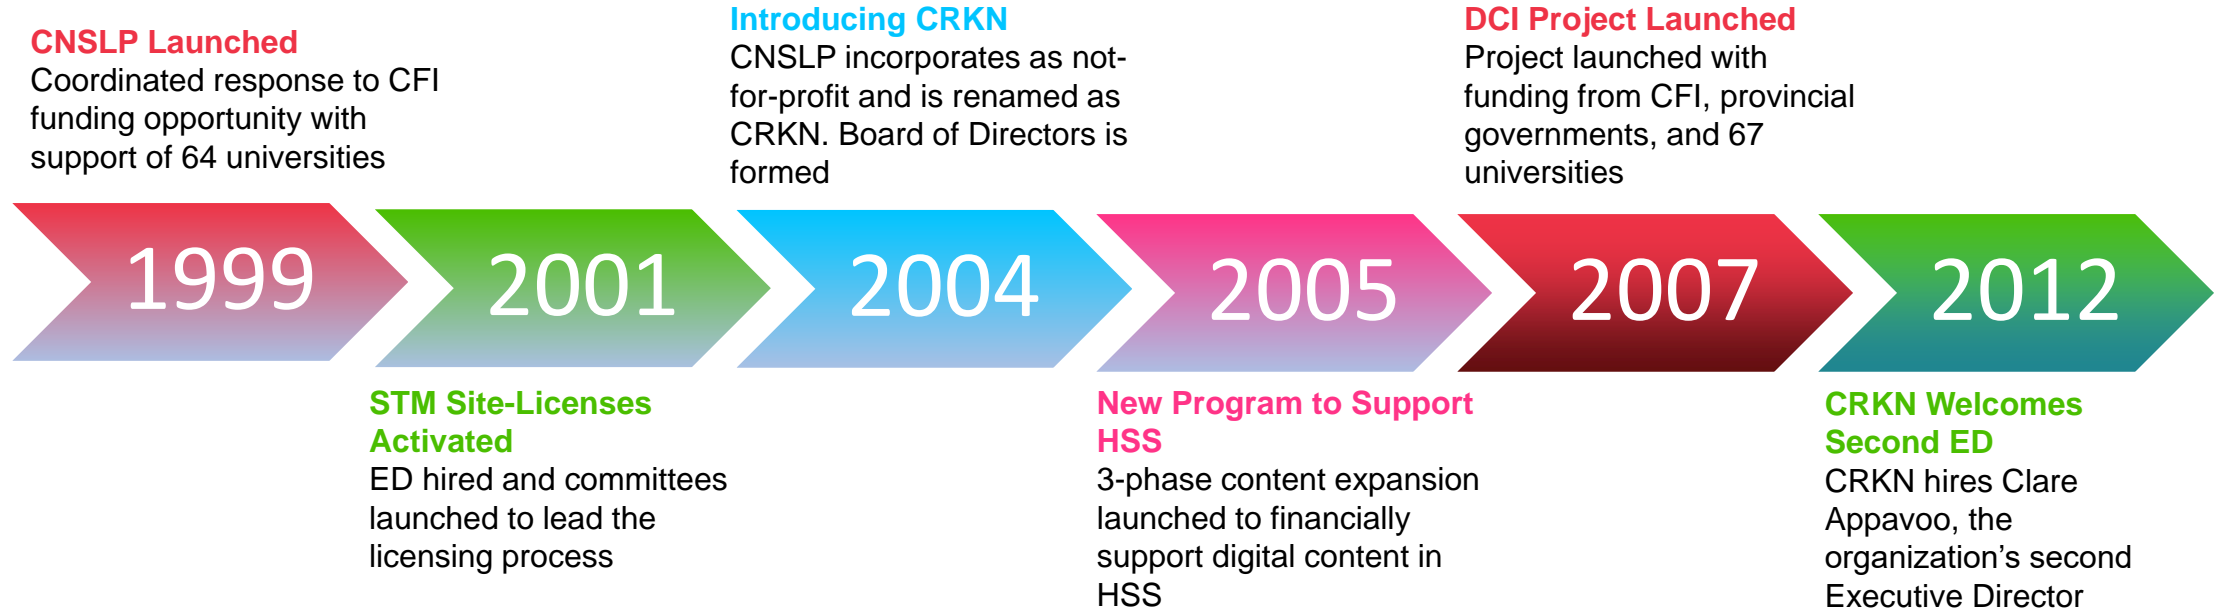 CNSLP Launched
Coordinated response to CFI
funding opportunity with
support of 64 universities
Introducing CRKN
CNSLP incorporates as not-
for-profit and is renamed as
CRKN. Board of Directors is
formed
DCI Project Launched
Project launched with
funding from CFI, provincial
governments, and 67
universities
1999
2001
2004
2005
2007
2012
STM Site-Licenses
Activated
ED hired and committees
launched to lead the
licensing process
New Program to Support
HSS
3-phase content expansion
launched to financially
support digital content in
HSS
CRKN Welcomes
Second ED
CRKN hires Clare
Appavoo, the
organization’s second
Executive Director